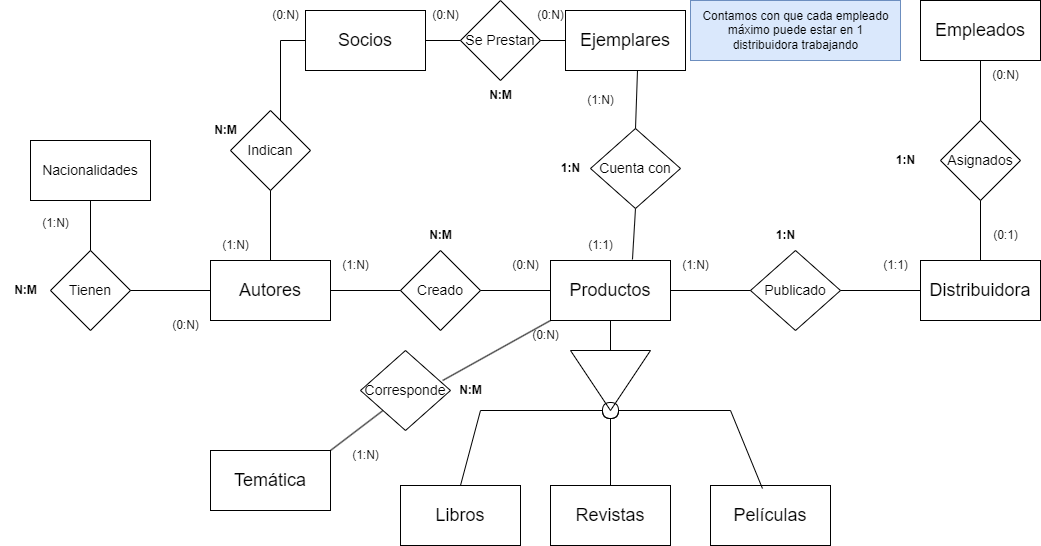 (0:N)
Socios
(0:N)
Se Prestan
N:M
(0:N)
Ejemplares
Contamos con que cada empleado
máximo puede estar en 1
distribuidora trabajando
Empleados
(0:N)
(1:N)
N:M
Indican
Nacionalidades
1:N
Cuenta con
1:N
Asignados
(1:N)
(1:N)
N:M
(1:1)
1:N
(0:1)
N:M
Tienen
Autores
(1:N)
Creado
(0:N)
Productos
(1:N)
Publicado
(1:1)
Distribuidora
(0:N)
(0:N)
Corresponde
N:M
(1:N)
Temática
Libros
Revistas
Películas